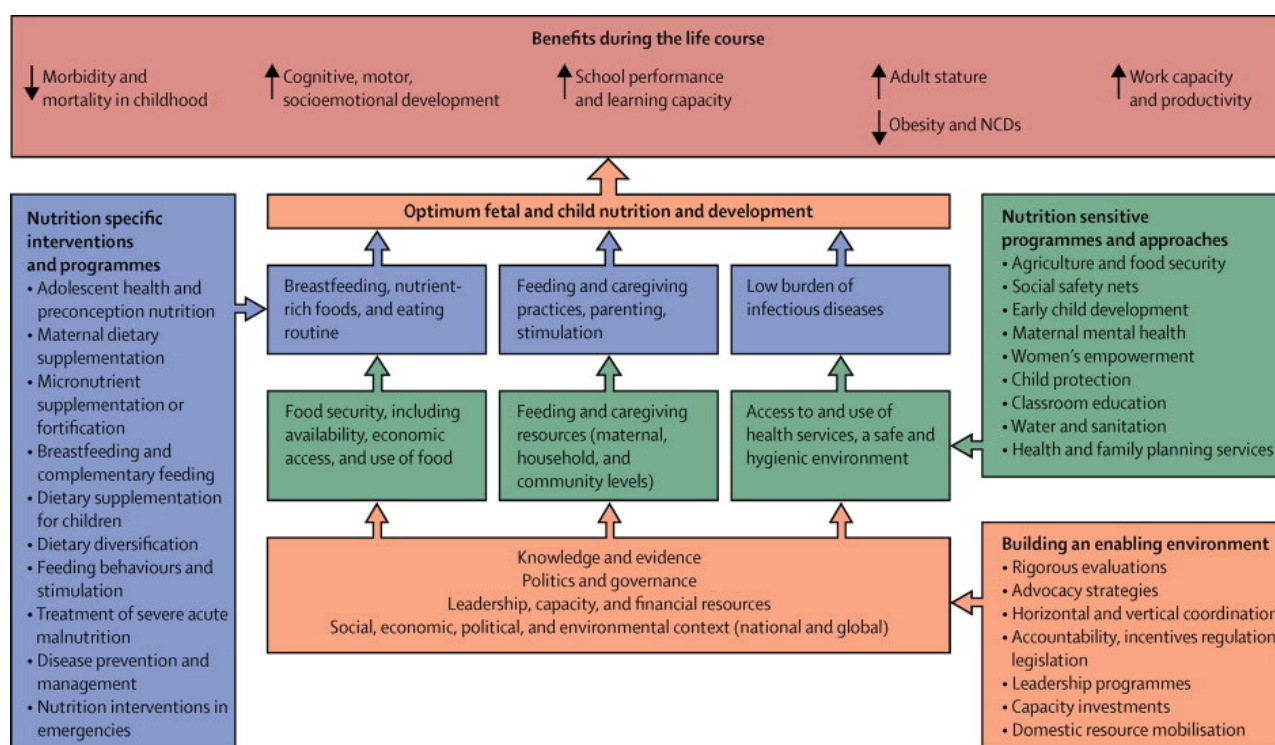 Benefits during the life course
Morbidity and
mortality in childhood
Cognitive, motor,
socioemotional development
School performance
and learning capacity
Adult stature
Obesity and NCDs
Work capacity
and productivity
Nutrition specific
interventions
and programmes
• Adolescent health and
preconception nutrition
• Maternal dietary
supplementation
• Micronutrient
supplementation or
fortification
• Breastfeeding and
complementary feeding
• Dietary supplementation
for children
• Dietary diversification
• Feeding behaviours and
stimulation
• Treatment of severe acute
malnutrition
• Disease prevention and
management
• Nutrition interventions in
emergencies
Optimum fetal and child nutrition and development
Breastfeeding, nutrient-
rich foods, and eating
routine
Feeding and caregiving
practices, parenting,
stimulation
Low burden of
infectious diseases
Food security, including
availability, economic
access, and use of food
Feeding and caregiving
resources (maternal,
household, and
community levels)
Access to and use of
health services, a safe and
hygienic environment
Knowledge and evidence
Politics and governance
Leadership, capacity, and financial resources
Social, economic, political, and environmental context (national and global)
Nutrition sensitive
programmes and approaches
• Agriculture and food security
• Social safety nets
• Early child development
• Maternal mental health
• Women's empowerment
• Child protection
• Classroom education
• Water and sanitation
• Health and family planning services
Building an enabling environment
• Rigorous evaluations
• Advocacy strategies
• Horizontal and vertical coordination
• Accountability, incentives regulation
legislation
• Leadership programmes
• Capacity investments
• Domestic resource mobilisation